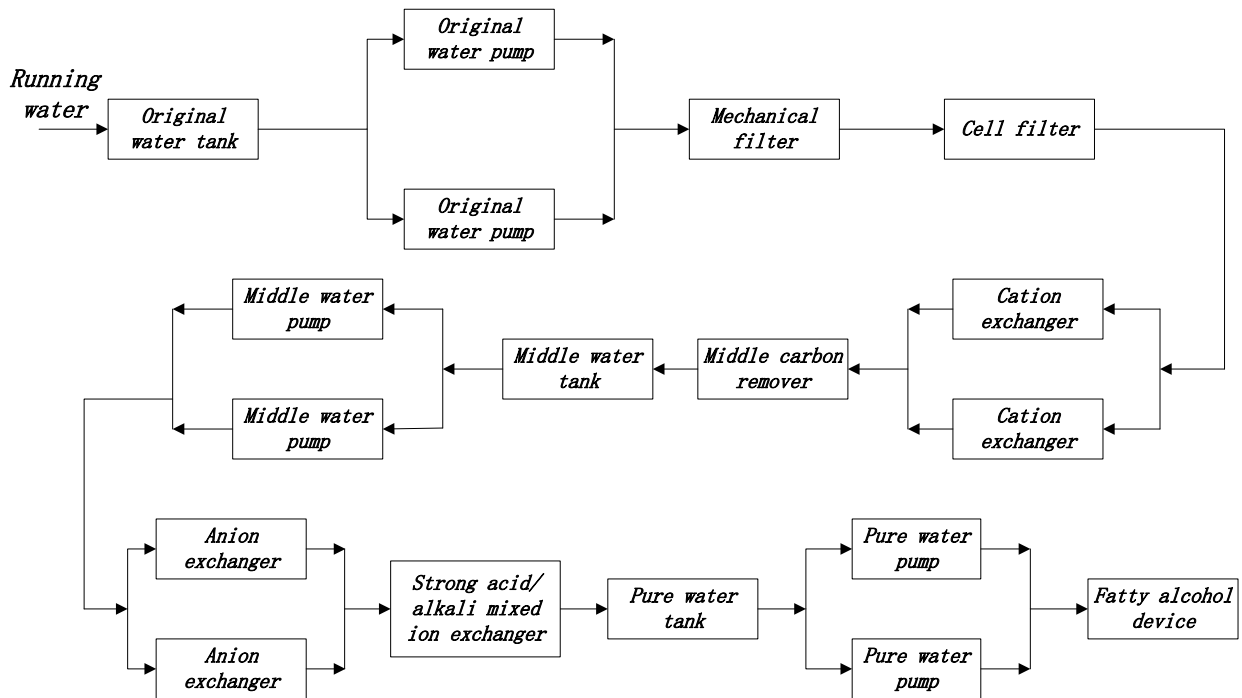 Running
water
Original
water tank
Original
water pump
Original
water pump
Mechanical
filter
Cell filter
Cation
exchanger
Cation
exchanger
Middle carbon
remover
Middle water
tank
Middle water
pump
Middle water
pump
Anion
exchanger
Anion
exchanger
Strong acid/
alkali mixed
ion exchanger
Pure water
tank
Pure water
pump
Pure water
pump
Fatty alcohol
device